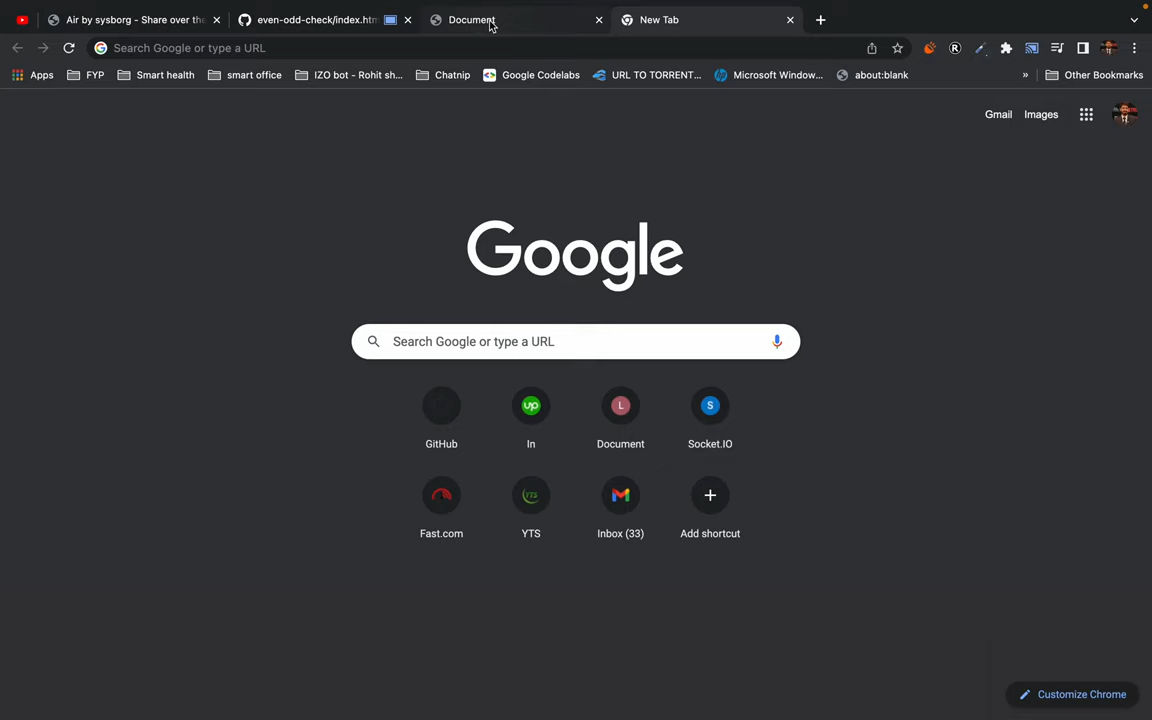 Air by sysborg - Share over the
even-odd-check/index.htm
Document
New Tab
Search Google or type a URL
Apps
FYP
Smart health
smart office
IZO bot - Rohit sh...
Chatnip
Google Codelabs
URL TO TORRENT...
Microsoft Window...
about:blank
»
Other Bookmarks
Gmail
Images
Google
Search Google or type a URL
GitHub
up
In
L
Document
S
Socket.IO
Fast.com
YTS
YTS
Inbox (33)
Add shortcut
Customize Chrome